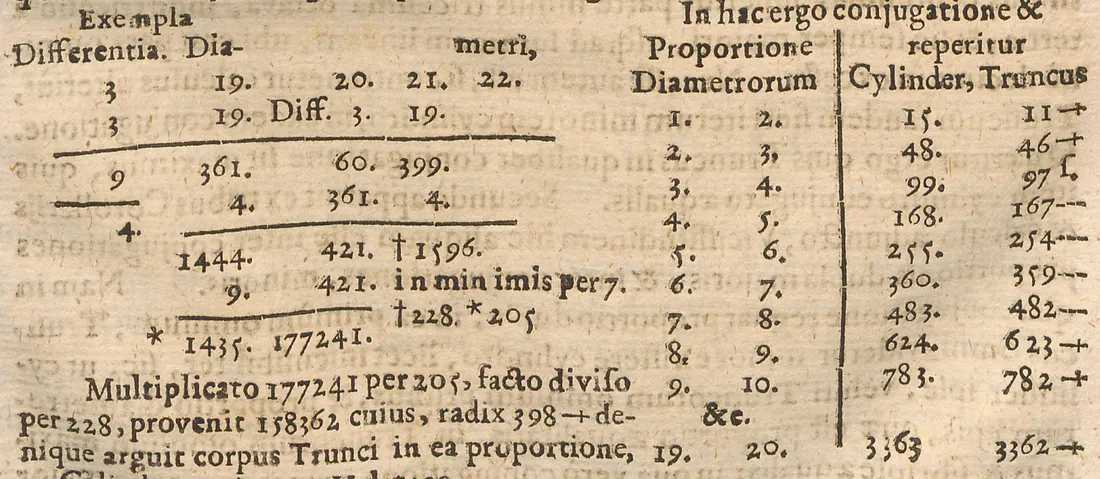 Exempla
Differentia. Dia- metri,
3 19. 20. 21. 22.
3 19. Diff. 3. 19.
9 361. 60. 399.
4. 4. 361. 4.
1444. 421. † 1596.
9. 421. in minimis per 7.
* 1435. 177241. † 228. * 205
Multiplicato 177241 per 205, facto diviso
per 228, provenit 158362 cuius, radix 398 -+ de-
nique arguit corpus Trunci in ea proportione,
In hac ergo conjugatione &
Proportione reperitur
Diametrorum Cylinder, Truncus
1. 2. 15. 11 -+
2. 3. 48. 46 -+
3. 4. 99. 97 f.
4. 5. 168. 167---
5. 6. 255. 254---
6. 7. 360. 359---
7. 8. 483. 482---
8. 9. 624. 623 -+
9. 10. 783. 782 -+
&c.
19. 20. 3363 3362 -+